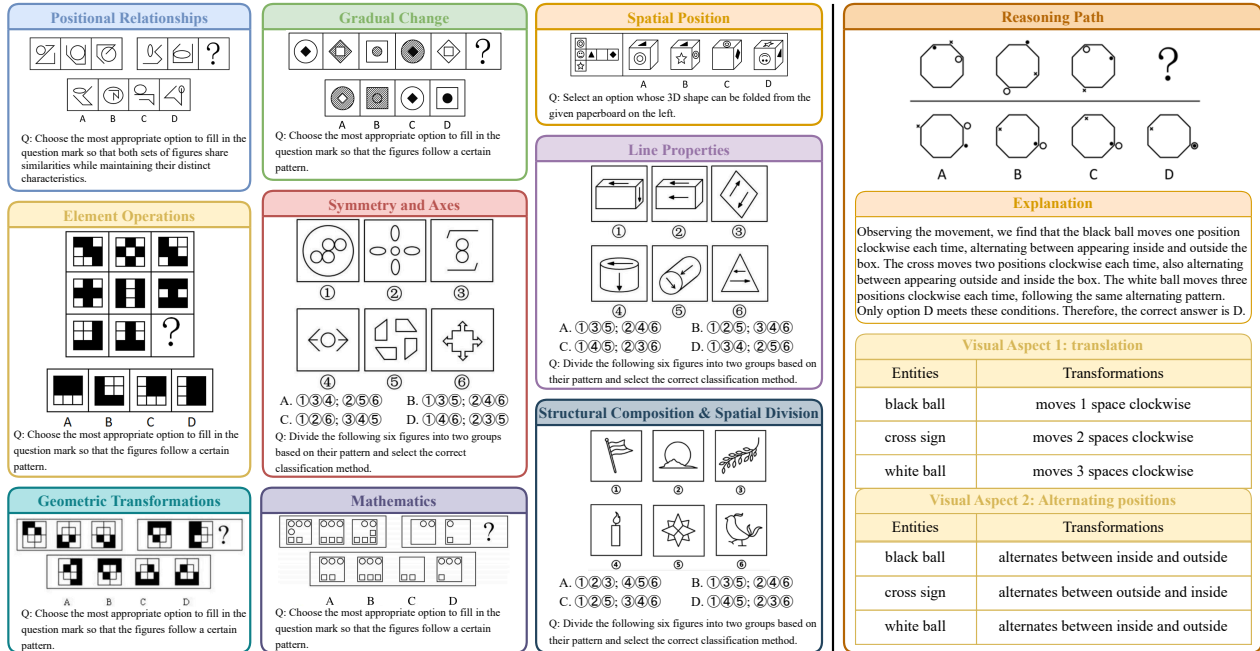 Positional Relationships
?
A B C D
Q: Choose the most appropriate option to fill in the
question mark so that both sets of figures share
similarities while maintaining their distinct
characteristics.
Element Operations
?
A B C D
Q: Choose the most appropriate option to fill in the
question mark so that the figures follow a certain
pattern.
Geometric Transformations
?
A B C D
Q: Choose the most appropriate option to fill in the
question mark so that the figures follow a certain
pattern.
Gradual Change
?
A B C D
Q: Choose the most appropriate option to fill in the
question mark so that the figures follow a certain
pattern.
Symmetry and Axes
① ② ③
④ ⑤ ⑥
A. ①③④; ②⑤⑥ B. ①③⑤; ②④⑥
C. ①②⑥; ③④⑤ D. ①④⑥; ②③⑤
Q: Divide the following six figures into two groups
based on their pattern and select the correct
classification method.
Mathematics
?
A B C D
Q: Choose the most appropriate option to fill in the
question mark so that the figures follow a certain
pattern.
Spatial Position
A B C D
Q: Select an option whose 3D shape can be folded from the
given paperboard on the left.
Line Properties
① ② ③
④ ⑤ ⑥
A. ①③⑤; ②④⑥ B. ①②⑤; ③④⑥
C. ①④⑤; ②③⑥ D. ①③④; ②⑤⑥
Q: Divide the following six figures into two groups based on
their pattern and select the correct classification method.
Structural Composition & Spatial Division
① ② ③
④ ⑤ ⑥
A. ①②③; ④⑤⑥ B. ①③⑤; ②④⑥
C. ①②⑤; ③④⑥ D. ①④⑤; ②③⑥
Q: Divide the following six figures into two groups based on
their pattern and select the correct classification method.
Reasoning Path
?
A B C D
Explanation
Observing the movement, we find that the black ball moves one position
clockwise each time, alternating between appearing inside and outside the
box. The cross moves two positions clockwise each time, also alternating
between appearing outside and inside the box. The white ball moves three
positions clockwise each time, following the same alternating pattern.
Only option D meets these conditions. Therefore, the correct answer is D.
Visual Aspect 1: translation
Entities Transformations
black ball moves 1 space clockwise
cross sign moves 2 spaces clockwise
white ball moves 3 spaces clockwise
Visual Aspect 2: Alternating positions
Entities Transformations
black ball alternates between inside and outside
cross sign alternates between outside and inside
white ball alternates between inside and outside